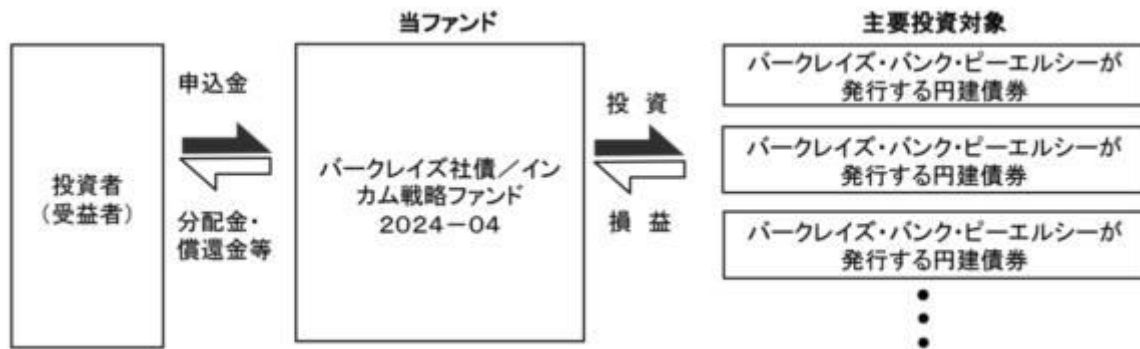 当ファンド
主要投資対象
投資者
(受益者)
申込金
分配金・
償還金等
バークレイズ社債/イン
カム戦略ファンド
2024-04
投 資
損 益
バークレイズ・バンク・ピーエルシーが
発行する円建債券
バークレイズ・バンク・ピーエルシーが
発行する円建債券
バークレイズ・バンク・ピーエルシーが
発行する円建債券